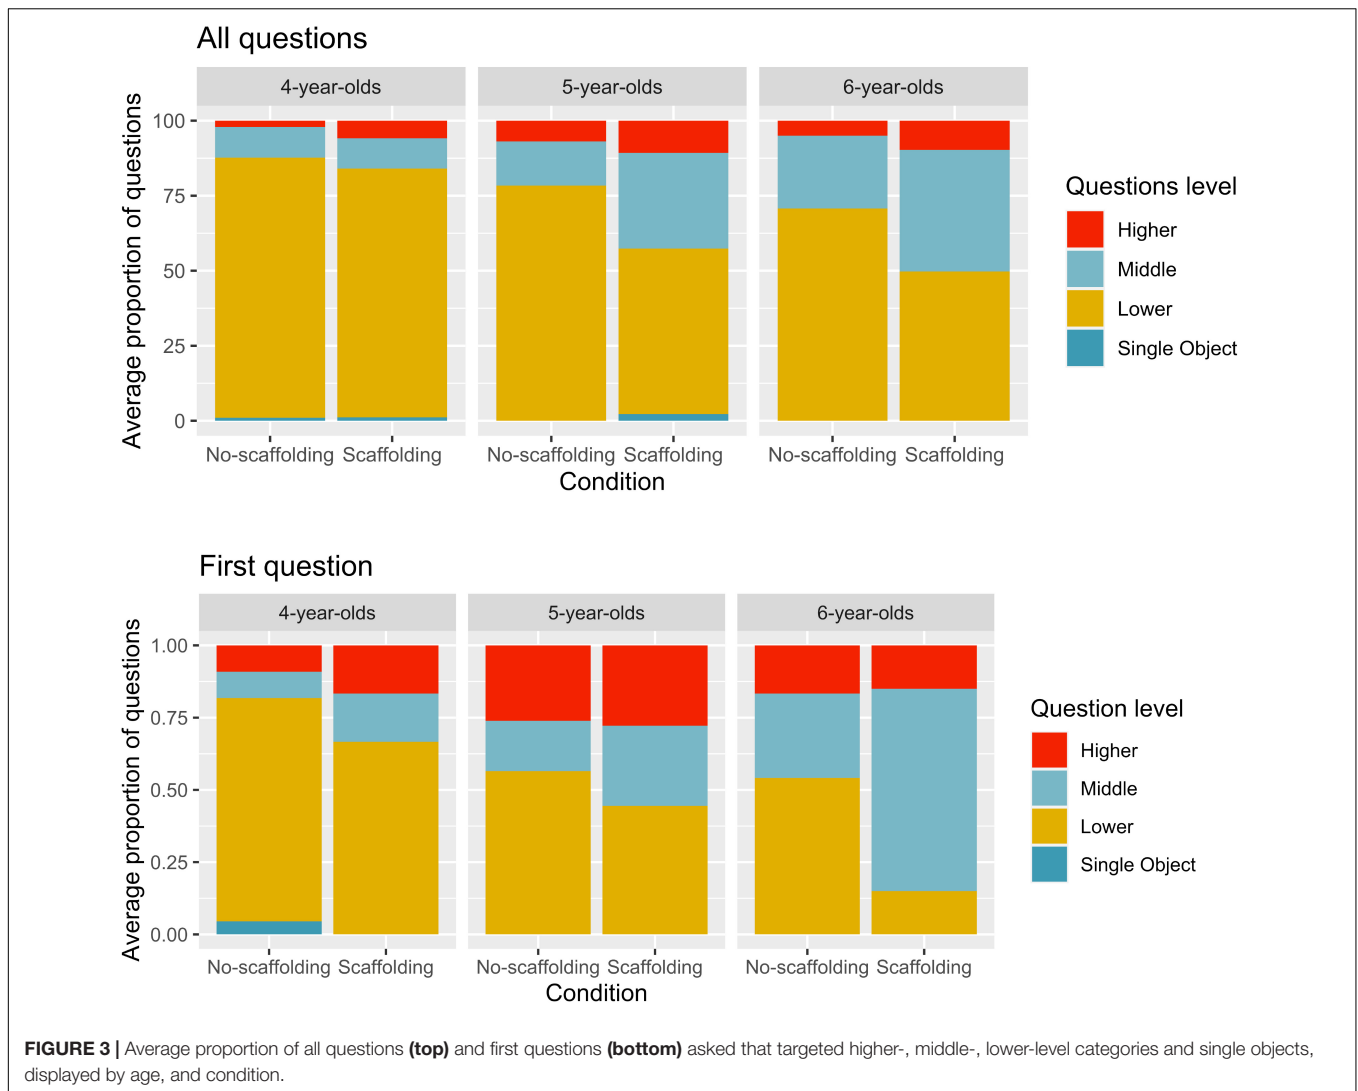 All questions
4-year-olds 5-year-olds 6-year-olds
Average proportion of questions
100
75
50
25
0
No-scaffolding Scaffolding No-scaffolding Scaffolding No-scaffolding Scaffolding
Condition
Questions level
Higher
Middle
Lower
Single Object
First question
4-year-olds 5-year-olds 6-year-olds
Average proportion of questions
1.00
0.75
0.50
0.25
0.00
No-scaffolding Scaffolding No-scaffolding Scaffolding No-scaffolding Scaffolding
Condition
Question level
Higher
Middle
Lower
Single Object
FIGURE 3 | Average proportion of all questions (top) and first questions (bottom) asked that targeted higher-, middle-, lower-level categories and single objects,
displayed by age, and condition.